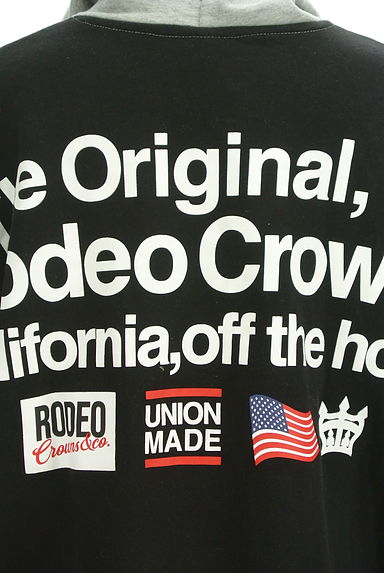 e Original,
odeo Crow
lifornia,off the ho
RODEO
Crowns&co.
UNION
MADE